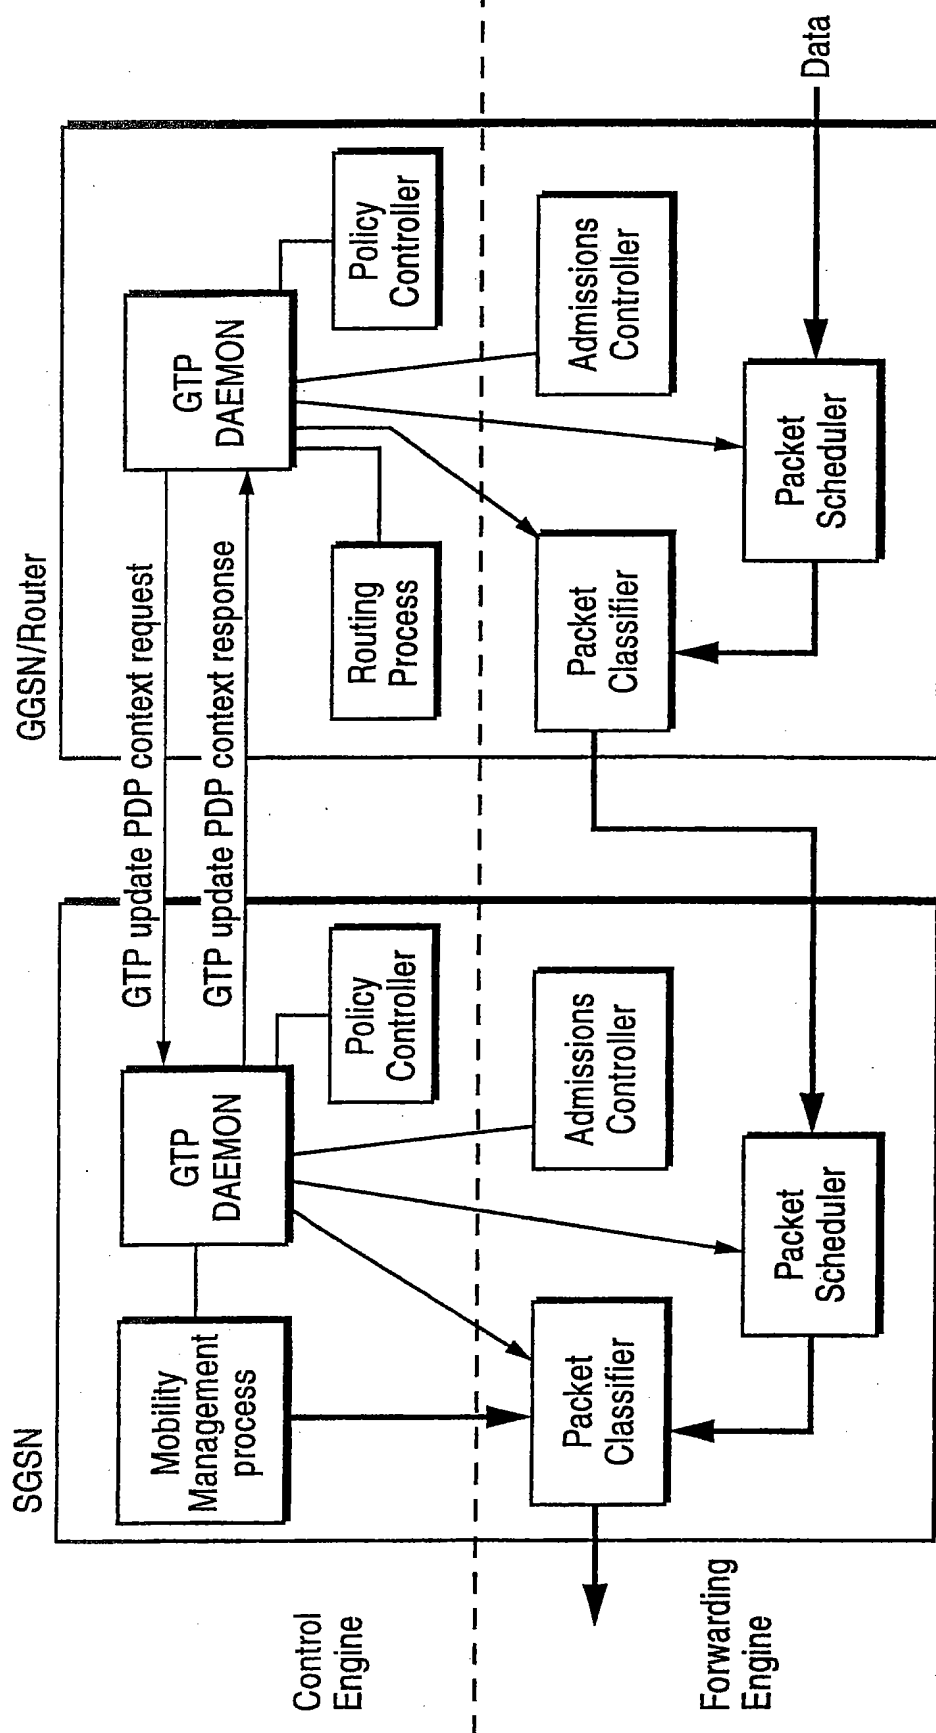 SGSN
GGSN/Router
GTP update PDP context request
GTP update PDP context response
Control
Engine
Mobility
Management
process
GTP
DAEMON
Policy
Controller
Routing
Process
GTP
DAEMON
Policy
Controller
Forwarding
Engine
Packet
Classifier
Admissions
Controller
Packet
Scheduler
Packet
Classifier
Admissions
Controller
Packet
Scheduler
Data